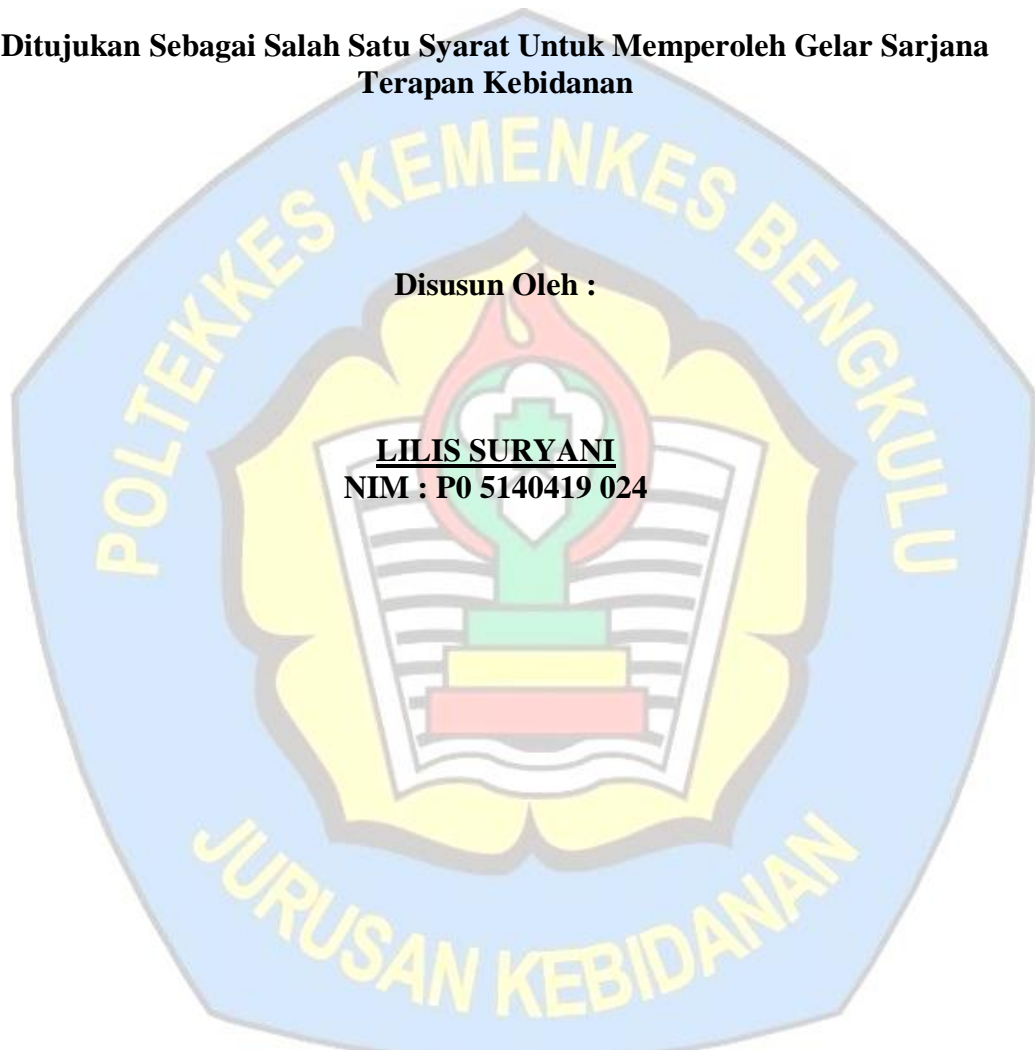 Ditujukan Sebagai Salah Satu Syarat Untuk Memperoleh Gelar Sarjana
Terapan Kebidanan
POLTEKKES KEMENKES BENGKULU
Disusun Oleh :
LILIS SURYANI
NIM : P0 5140419 024
JURUSAN KEBIDANAN